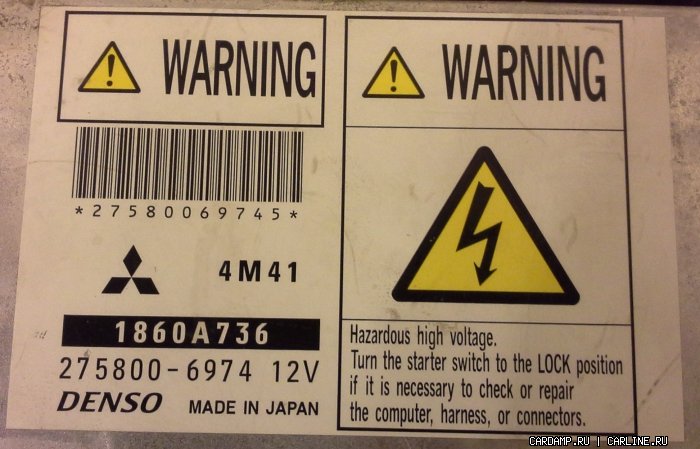 WARNING
*27580069745*
4M41
1860A736
275800-6974 12V
DENSO MADE IN JAPAN
WARNING
Hazardous high voltage.
Turn the starter switch to the LOCK position
if it is necessary to check or repair
the computer, harness, or connectors.
CARDAMP.RU | CARLINE.RU